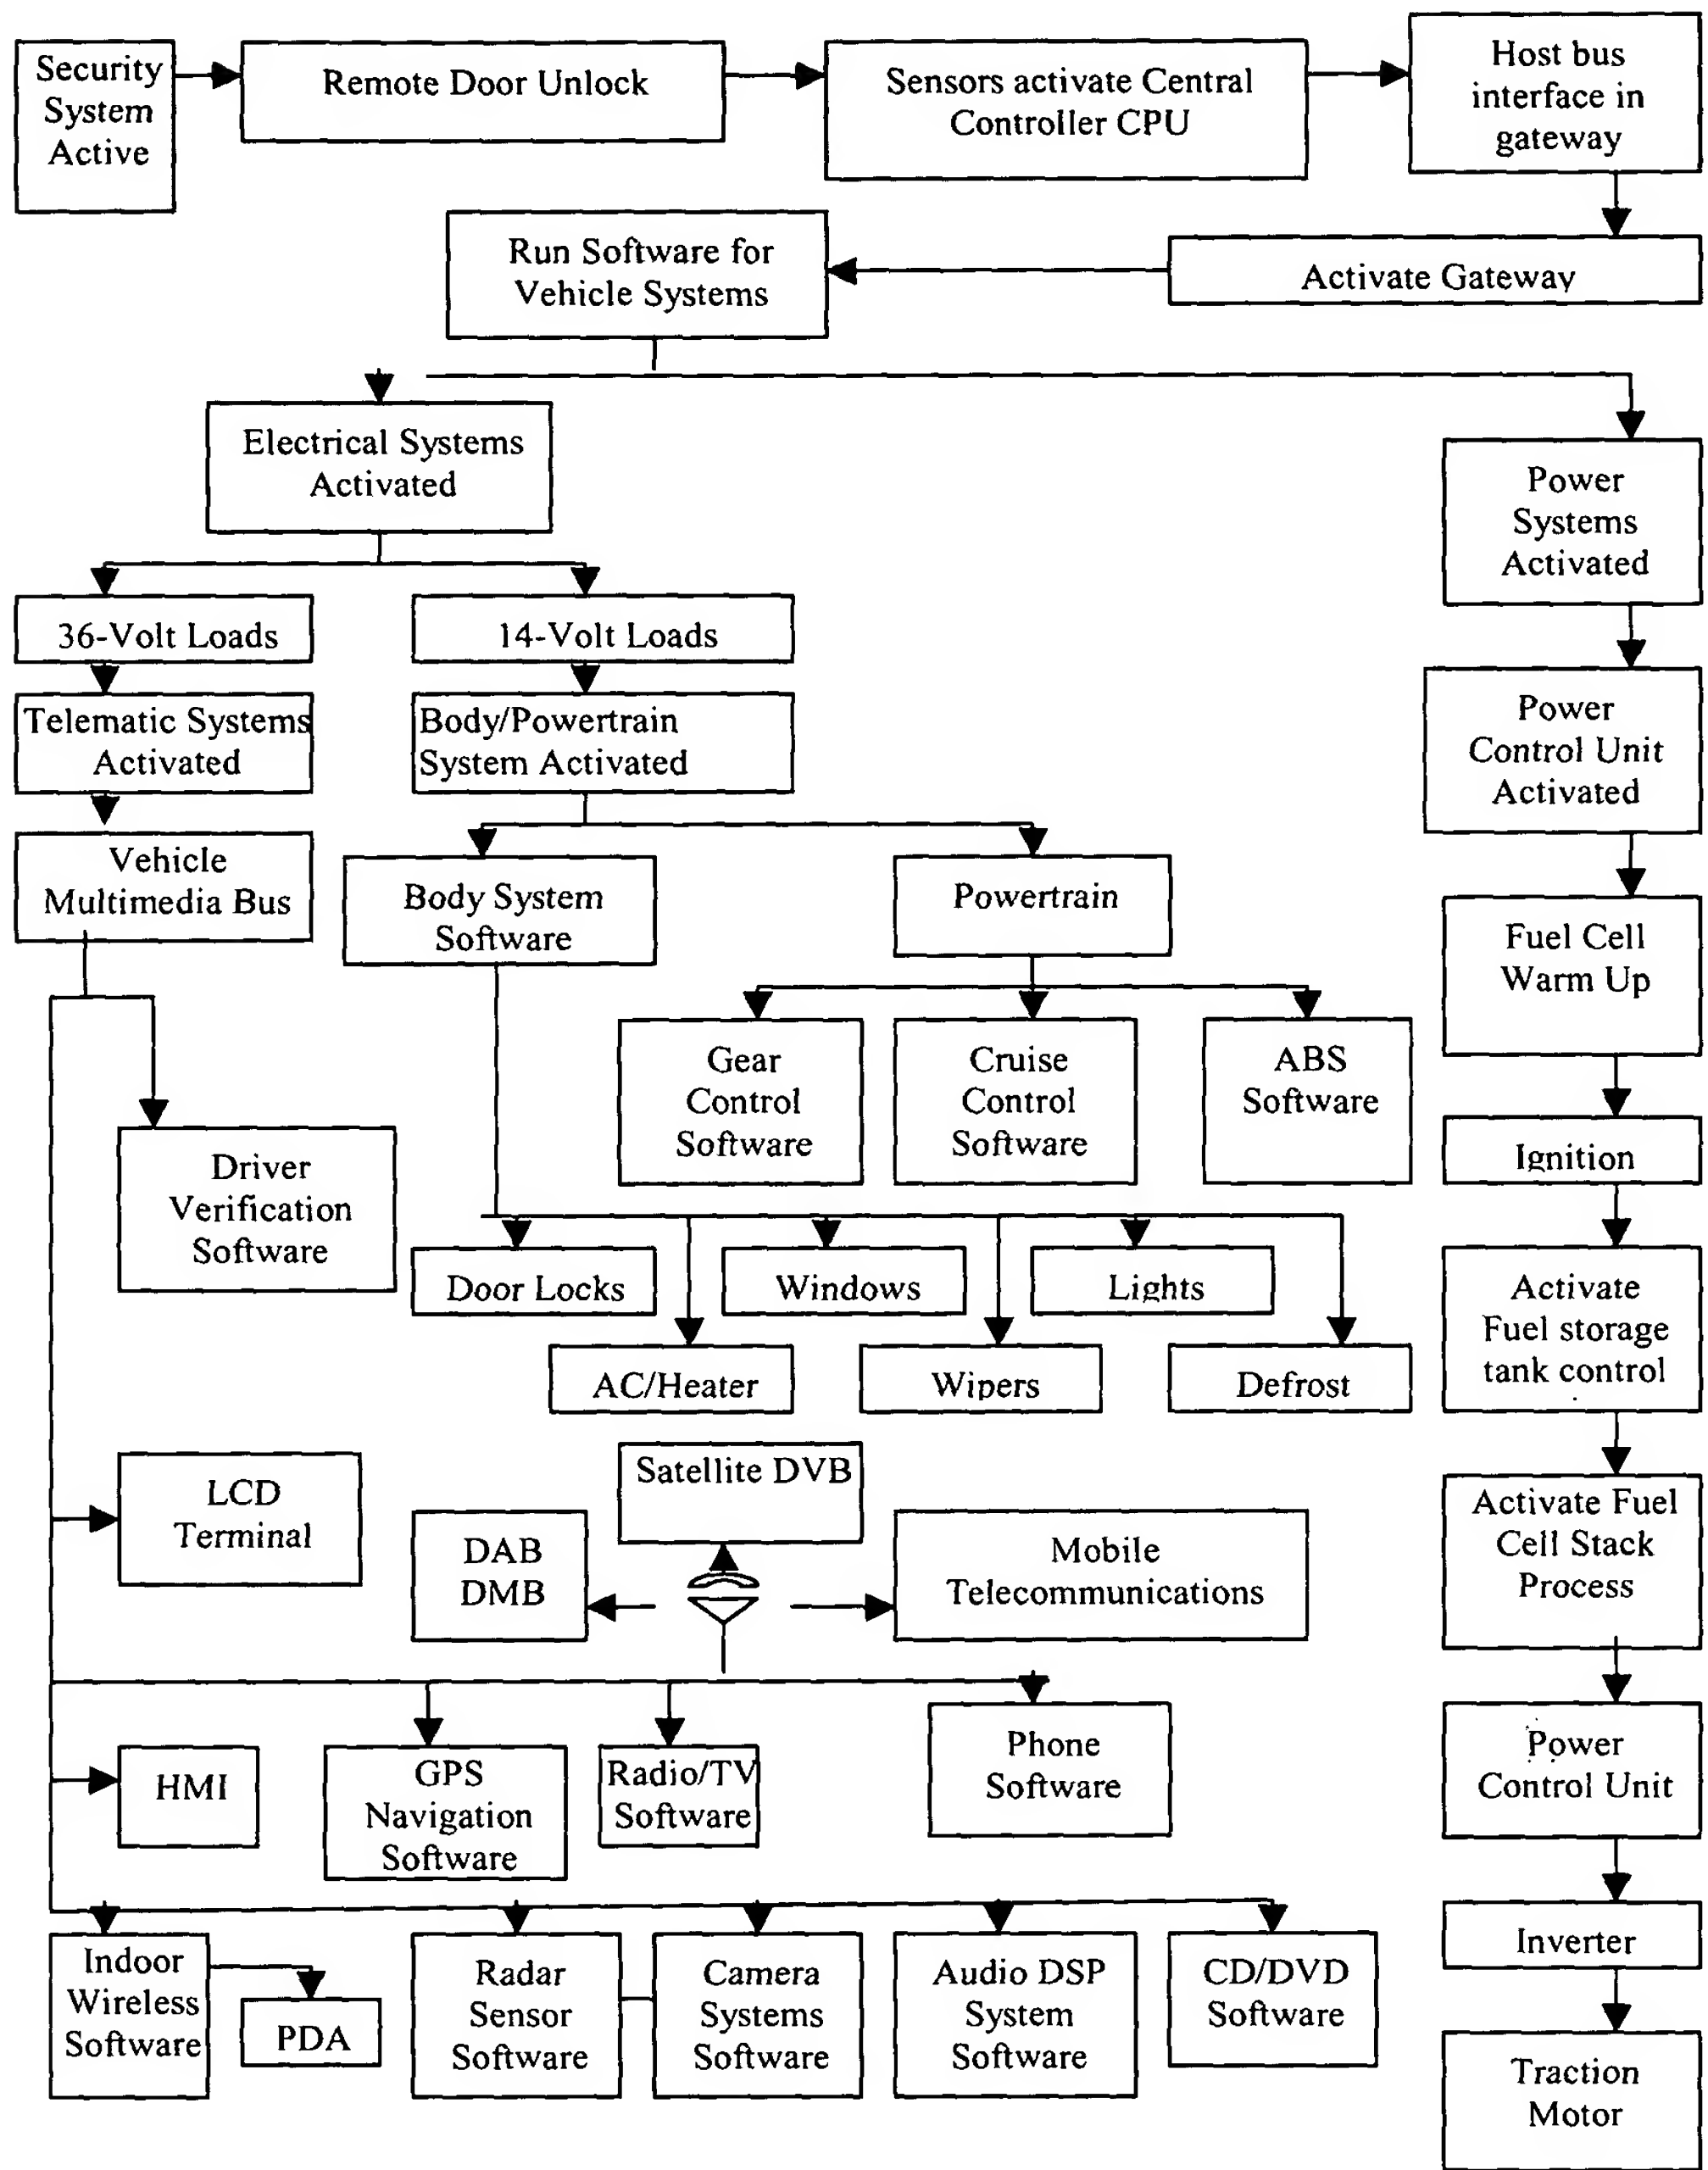 Security
System
Active
Remote Door Unlock
Sensors activate Central
Controller CPU
Host bus
interface in
gateway
Run Software for
Vehicle Systems
Activate Gateway
Electrical Systems
Activated
Power
Systems
Activated
36-Volt Loads
14-Volt Loads
Telematic Systems
Activated
Body/Powertrain
System Activated
Power
Control Unit
Activated
Vehicle
Multimedia Bus
Body System
Software
Powertrain
Fuel Cell
Warm Up
Gear
Control
Software
Cruise
Control
Software
ABS
Software
Driver
Verification
Software
Ignition
Door Locks
Windows
Lights
Activate
Fuel storage
tank control
AC/Heater
Wipers
Defrost
LCD
Terminal
Satellite DVB
DAB
DMB
Mobile
Telecommunications
Activate Fuel
Cell Stack
Process
HMI
GPS
Navigation
Software
Radio/TV
Software
Phone
Software
Power
Control Unit
Inverter
Indoor
Wireless
Software
PDA
Radar
Sensor
Software
Camera
Systems
Software
Audio DSP
System
Software
CD/DVD
Software
Traction
Motor